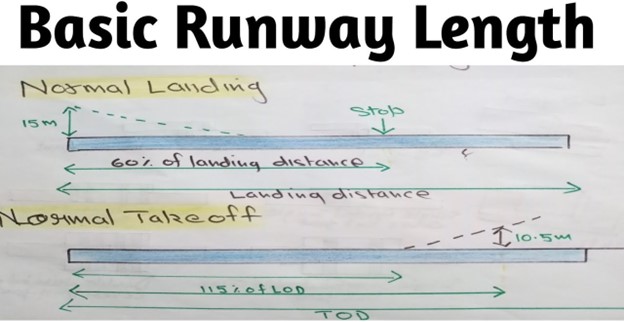 Basic Runway Length
Normal Landing
15m
Stop
60% of landing distance
Landing distance
Normal Takeoff
10.5m
115% of LOD
TOD